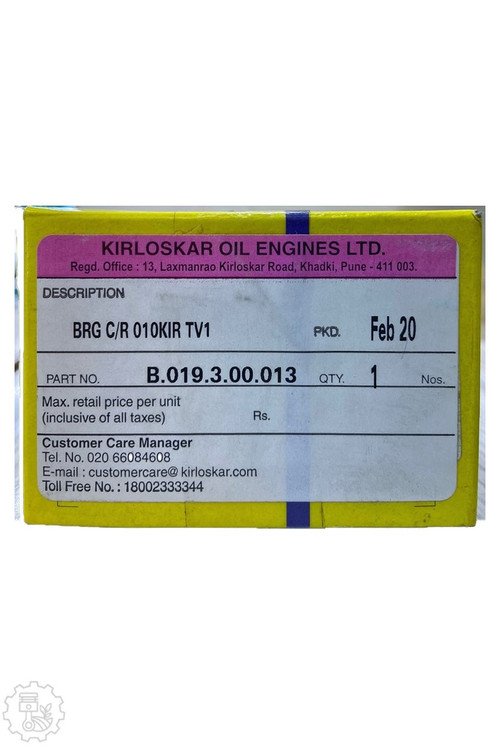 KIRLOSKAR OIL ENGINES LTD.
Regd. Office : 13, Laxmanrao Kirloskar Road, Khadki, Pune - 411 003.
DESCRIPTION
BRG C/R 010KIR TV1 PKD. Feb 20
PART NO. B.019.3.00.013 QTY. 1 Nos.
Max. retail price per unit
(inclusive of all taxes) Rs.
Customer Care Manager
Tel. No. 020 66084608
E-mail : customercare@ kirloskar.com
Toll Free No. : 18002333344